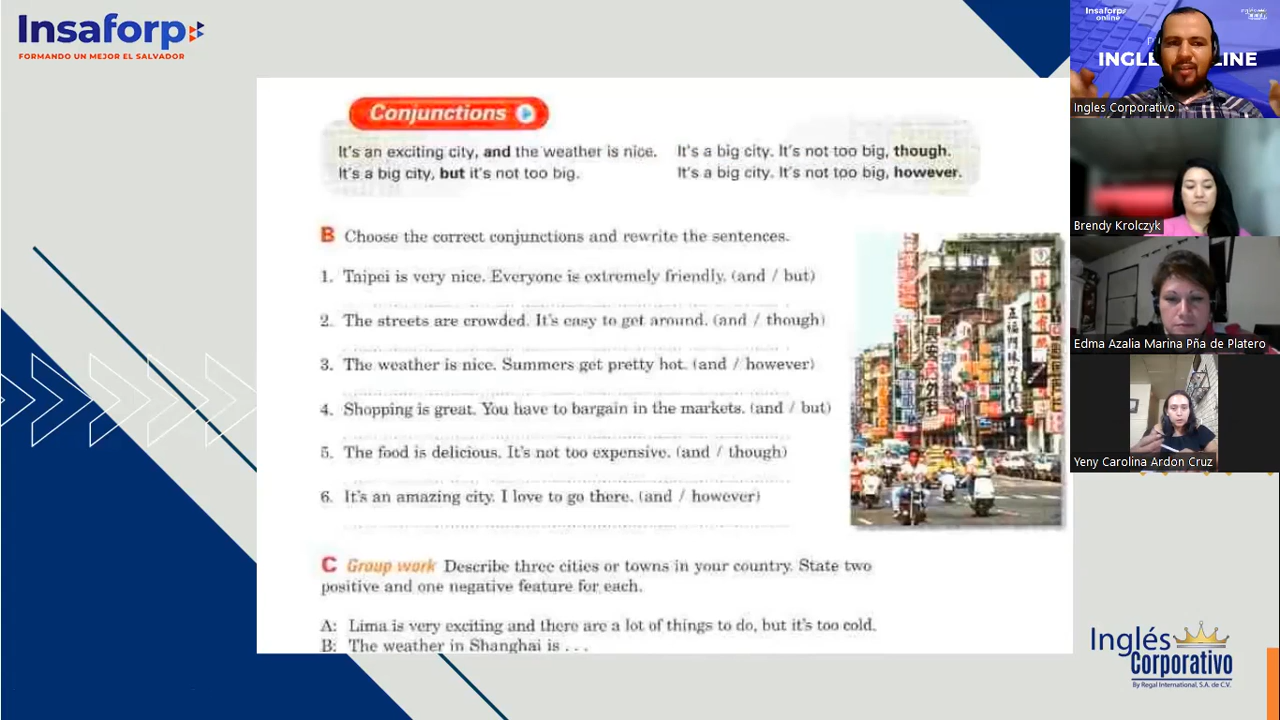 Insaforp
FORMANDO UN MEJOR EL SALVADOR
Conjunctions
It's an exciting city, and the weather is nice.
It's a big city, but it's not too big.
It's a big city. It's not too big, though.
It's a big city. It's not too big, however.
B Choose the correct conjunctions and rewrite the sentences.
1. Taipei is very nice. Everyone is extremely friendly. (and / but)
2. The streets are crowded. It's easy to get around. (and / though)
3. The weather is nice. Summers get pretty hot. (and / however)
4. Shopping is great. You have to bargain in the markets. (and / but)
5. The food is delicious. It's not too expensive. (and / though)
6. It's an amazing city. I love to go there. (and / however)
C Group work Describe three cities or towns in your country. State two
positive and one negative feature for each.
A: Lima is very exciting and there are a lot of things to do, but it's too cold.
B: The weather in Shanghai is . . .
Insaforp
online
INGLE
LINE
Ingles Corporativo
Brendy Krolczyk
Edma Azalia Marina Pña de Platero
Yeny Carolina Ardon Cruz
Inglés
Corporativo
By Regal International, S.A. de C.V.